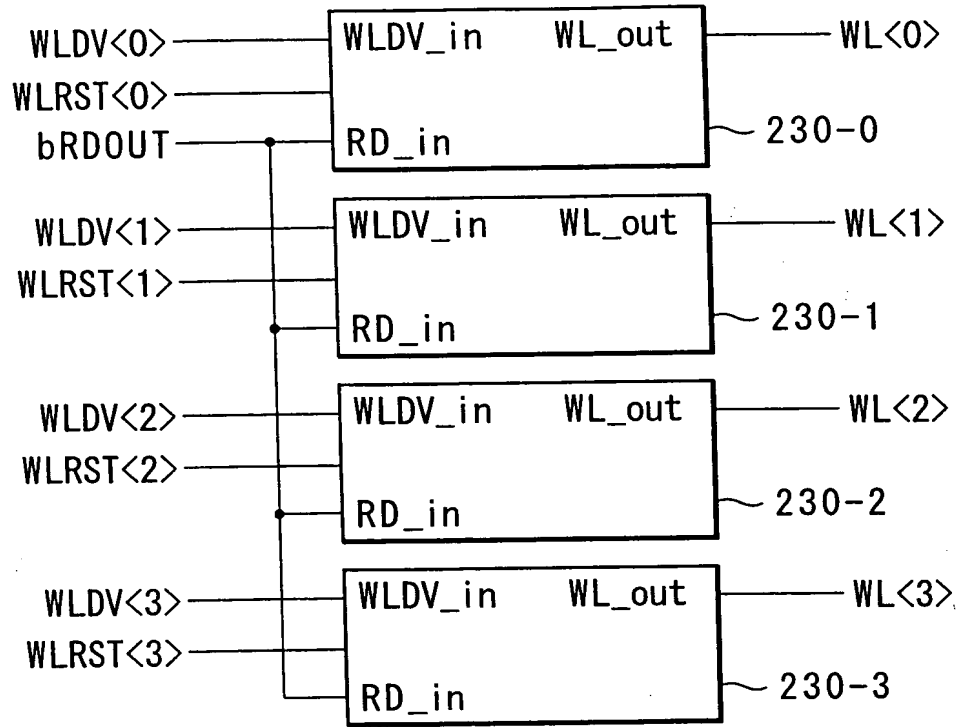 WLDV<0> WLDV_in WL_out WL<0>
WLRST<0>
bRDOUT RD_in 230-0
WLDV<1> WLDV_in WL_out WL<1>
WLRST<1>
RD_in 230-1
WLDV<2> WLDV_in WL_out WL<2>
WLRST<2>
RD_in 230-2
WLDV<3> WLDV_in WL_out WL<3>
WLRST<3>
RD_in 230-3